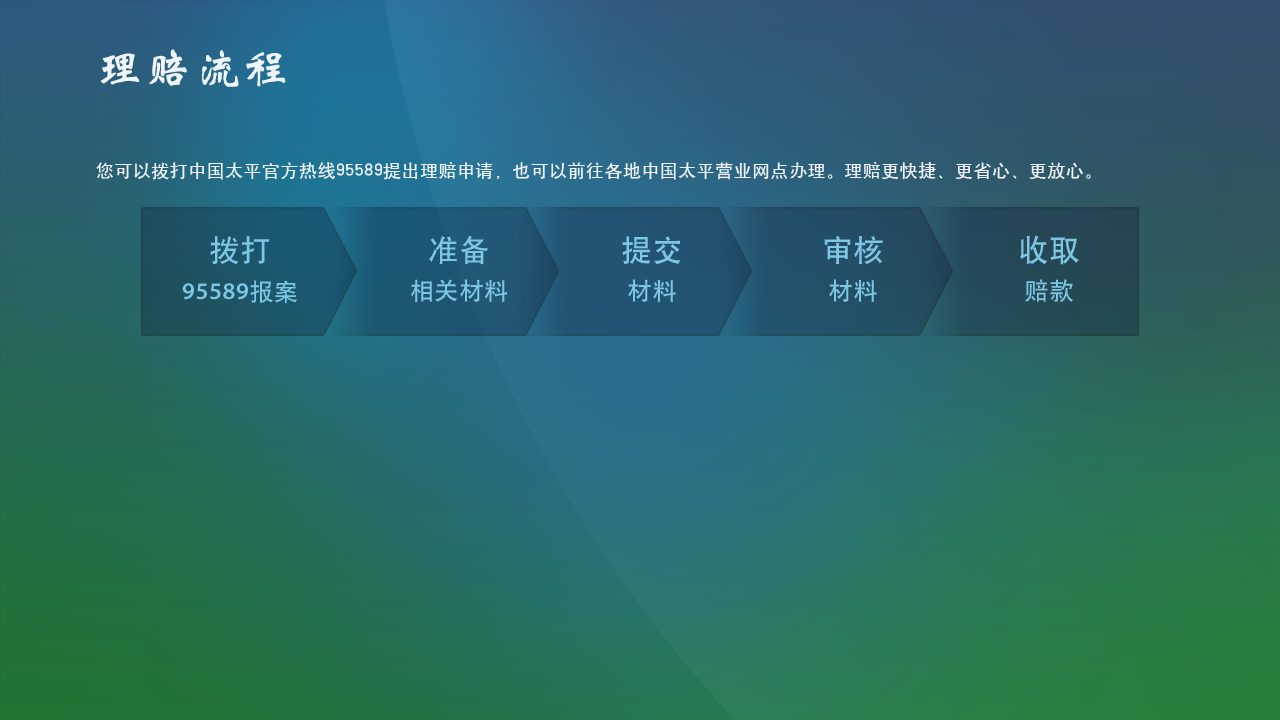 理赔流程
您可以拨打中国太平官方热线95589提出理赔申请，也可以前往各地中国太平营业网点办理。理赔更快捷、更省心、更放心。
拨打
95589报案
准备
相关材料
提交
材料
审核
材料
收取
赔款